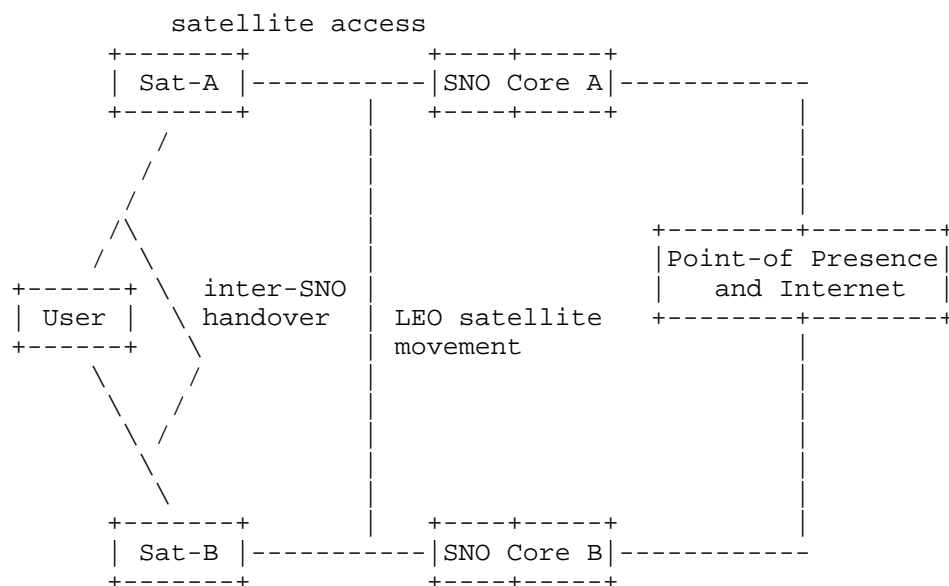 satellite access
Sat-A SNO Core A
Point-of Presence
and Internet
inter-SNO
handover
User
LEO satellite
movement
Sat-B SNO Core B